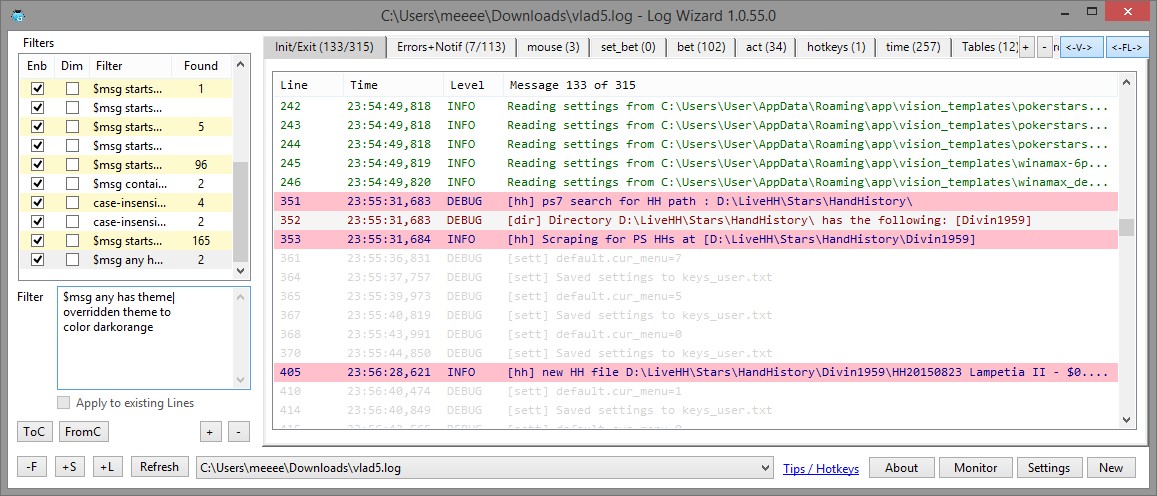 C:\Users\meeee\Downloads\vlad5.log - Log Wizard 1.0.55.0
Filters
Enb Dim Filter Found
$msg starts... 1
$msg starts...
$msg starts... 5
$msg starts...
$msg starts... 96
$msg contai... 2
case-insensi... 4
case-insensi... 2
$msg starts... 165
$msg any h... 2
Filter
$msg any has theme
overridden theme to
color darkorange
Apply to existing Lines
ToC FromC + -
Init/Exit (133/315) Errors+Notif (7/113) mouse (3) set_bet (0) bet (102) act (34) hotkeys (1) time (257) Tables (12) + - <-V-> <-FL->
Line Time Level Message 133 of 315
242 23:54:49,818 INFO Reading settings from C:\Users\User\AppData\Roaming\app\vision_templates\pokerstars...
243 23:54:49,818 INFO Reading settings from C:\Users\User\AppData\Roaming\app\vision_templates\pokerstars...
244 23:54:49,818 INFO Reading settings from C:\Users\User\AppData\Roaming\app\vision_templates\pokerstars...
245 23:54:49,819 INFO Reading settings from C:\Users\User\AppData\Roaming\app\vision_templates\winamax-6p...
246 23:54:49,820 INFO Reading settings from C:\Users\User\AppData\Roaming\app\vision_templates\winamax_de...
351 23:55:31,683 DEBUG [hh] ps7 search for HH path : D:\LiveHH\Stars\HandHistory\
352 23:55:31,683 DEBUG [dir] Directory D:\LiveHH\Stars\HandHistory\ has the following: [Divin1959]
353 23:55:31,684 INFO [hh] Scraping for PS HHs at [D:\LiveHH\Stars\HandHistory\Divin1959]
361 23:55:36,831 DEBUG [sett] default.cur_menu=7
364 23:55:37,757 DEBUG [sett] Saved settings to keys_user.txt
365 23:55:39,973 DEBUG [sett] default.cur_menu=5
367 23:55:40,819 DEBUG [sett] Saved settings to keys_user.txt
368 23:55:43,991 DEBUG [sett] default.cur_menu=0
370 23:55:44,850 DEBUG [sett] Saved settings to keys_user.txt
405 23:56:28,621 INFO [hh] new HH file D:\LiveHH\Stars\HandHistory\Divin1959\HH20150823 Lampetia II - $0....
410 23:56:40,474 DEBUG [sett] default.cur_menu=1
414 23:56:40,849 DEBUG [sett] Saved settings to keys_user.txt
-F +S +L Refresh C:\Users\meeee\Downloads\vlad5.log Tips / Hotkeys About Monitor Settings New